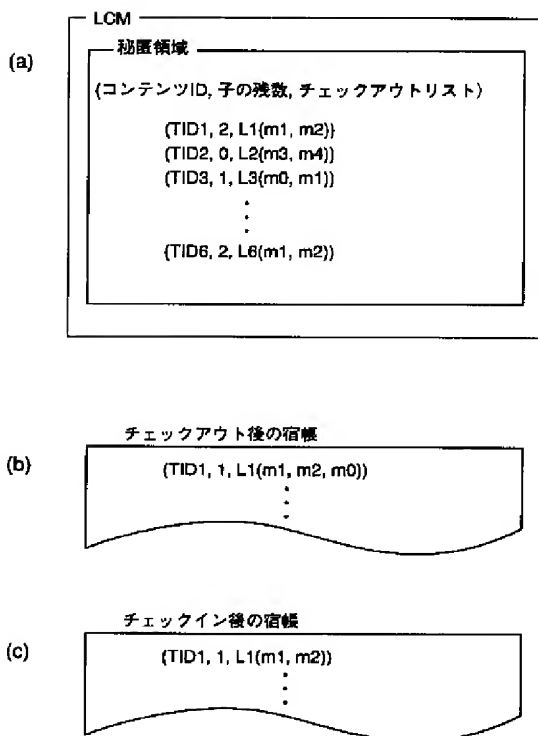 LCM
(a)
秘匿領域
(コンテンツID, 子の残数, チェックアウトリスト)
(TID1, 2, L1(m1, m2))
(TID2, 0, L2(m3, m4))
(TID3, 1, L3(m0, m1))
(TID6, 2, L6(m1, m2))
チェックアウト後の宿帳
(b)
(TID1, 1, L1(m1, m2, m0))
チェックイン後の宿帳
(c)
(TID1, 1, L1(m1, m2))